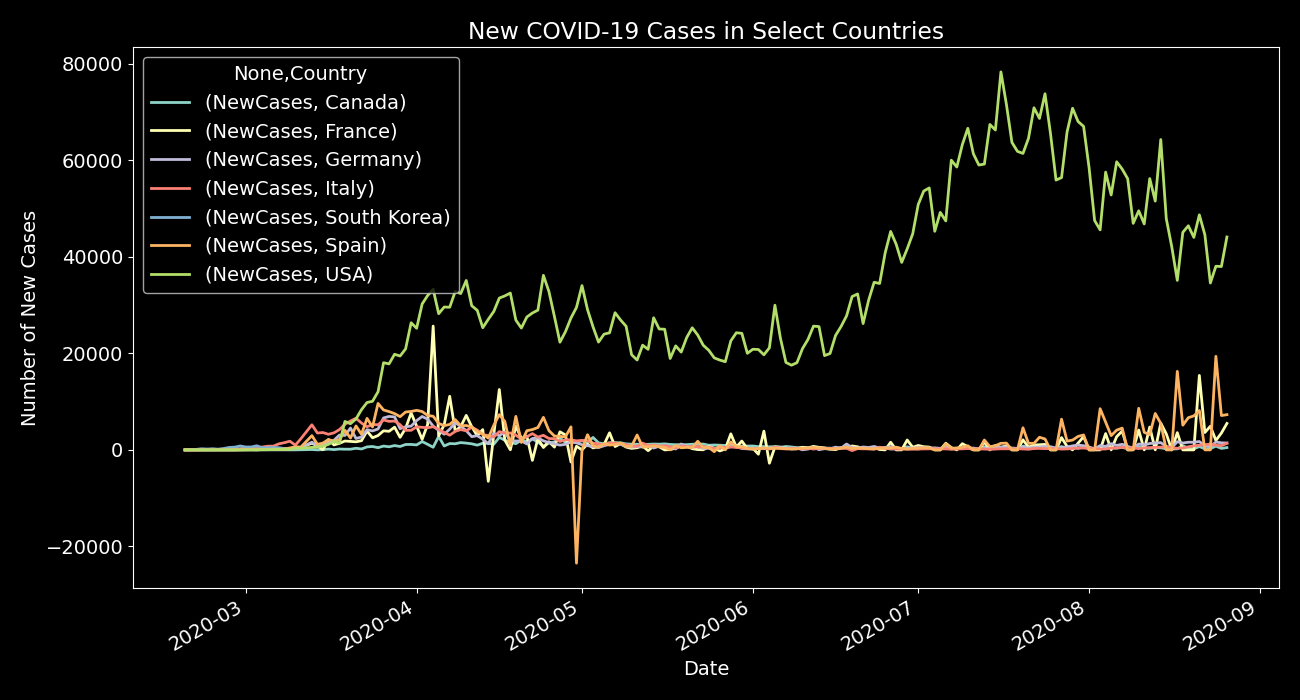 New COVID-19 Cases in Select Countries
80000
60000
40000
20000
0
−20000
Number of New Cases
None,Country
(NewCases, Canada)
(NewCases, France)
(NewCases, Germany)
(NewCases, Italy)
(NewCases, South Korea)
(NewCases, Spain)
(NewCases, USA)
2020-03
2020-04
2020-05
2020-06
2020-07
2020-08
2020-09
Date